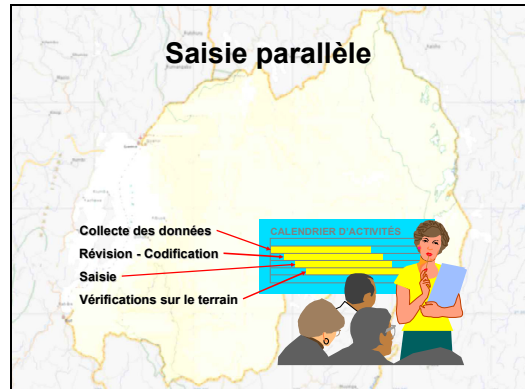 Saisie parallèle
Collecte des données
Révision - Codification
Saisie
Vérifications sur le terrain
CALENDRIER D'ACTIVITÉS